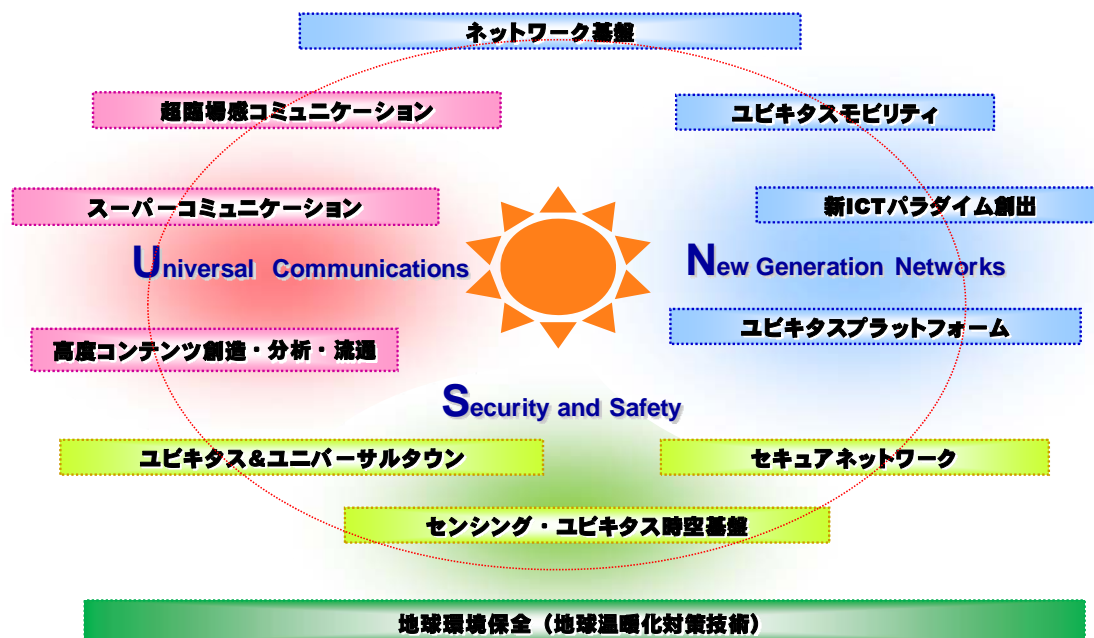 ネットワーク基盤
超臨場感コミュニケーション
ユビキタスモビリティ
スーパーコミュニケーション
新ICTパラダイム創出
Universal Communications
New Generation Networks
ユビキタスプラットフォーム
高度コンテンツ創造・分析・流通
Security and Safety
ユビキタス&ユニバーサルタウン
セキュアネットワーク
センシング・ユビキタス時空基盤
地球環境保全（地球温暖化対策技術）